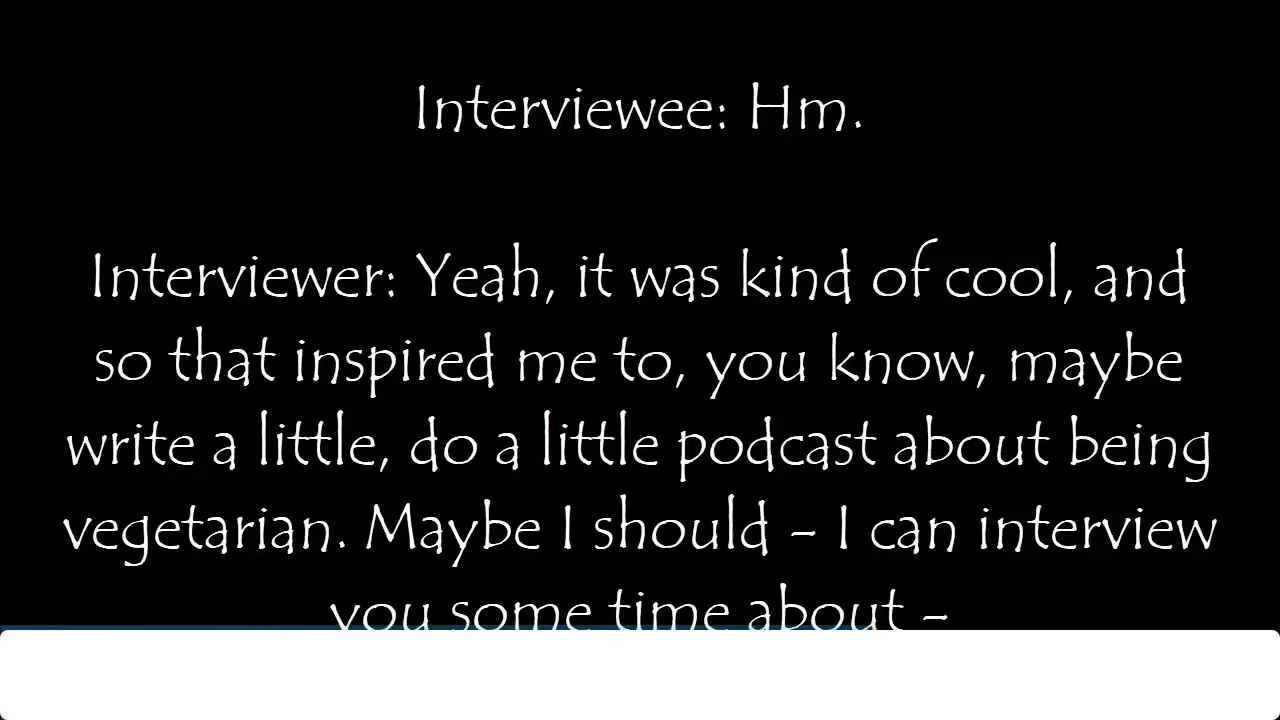 Interviewee: Hm.
Interviewer: Yeah, it was kind of cool, and
so that inspired me to, you know, maybe
write a little, do a little podcast about being
vegetarian. Maybe I should - I can interview
you some time about -